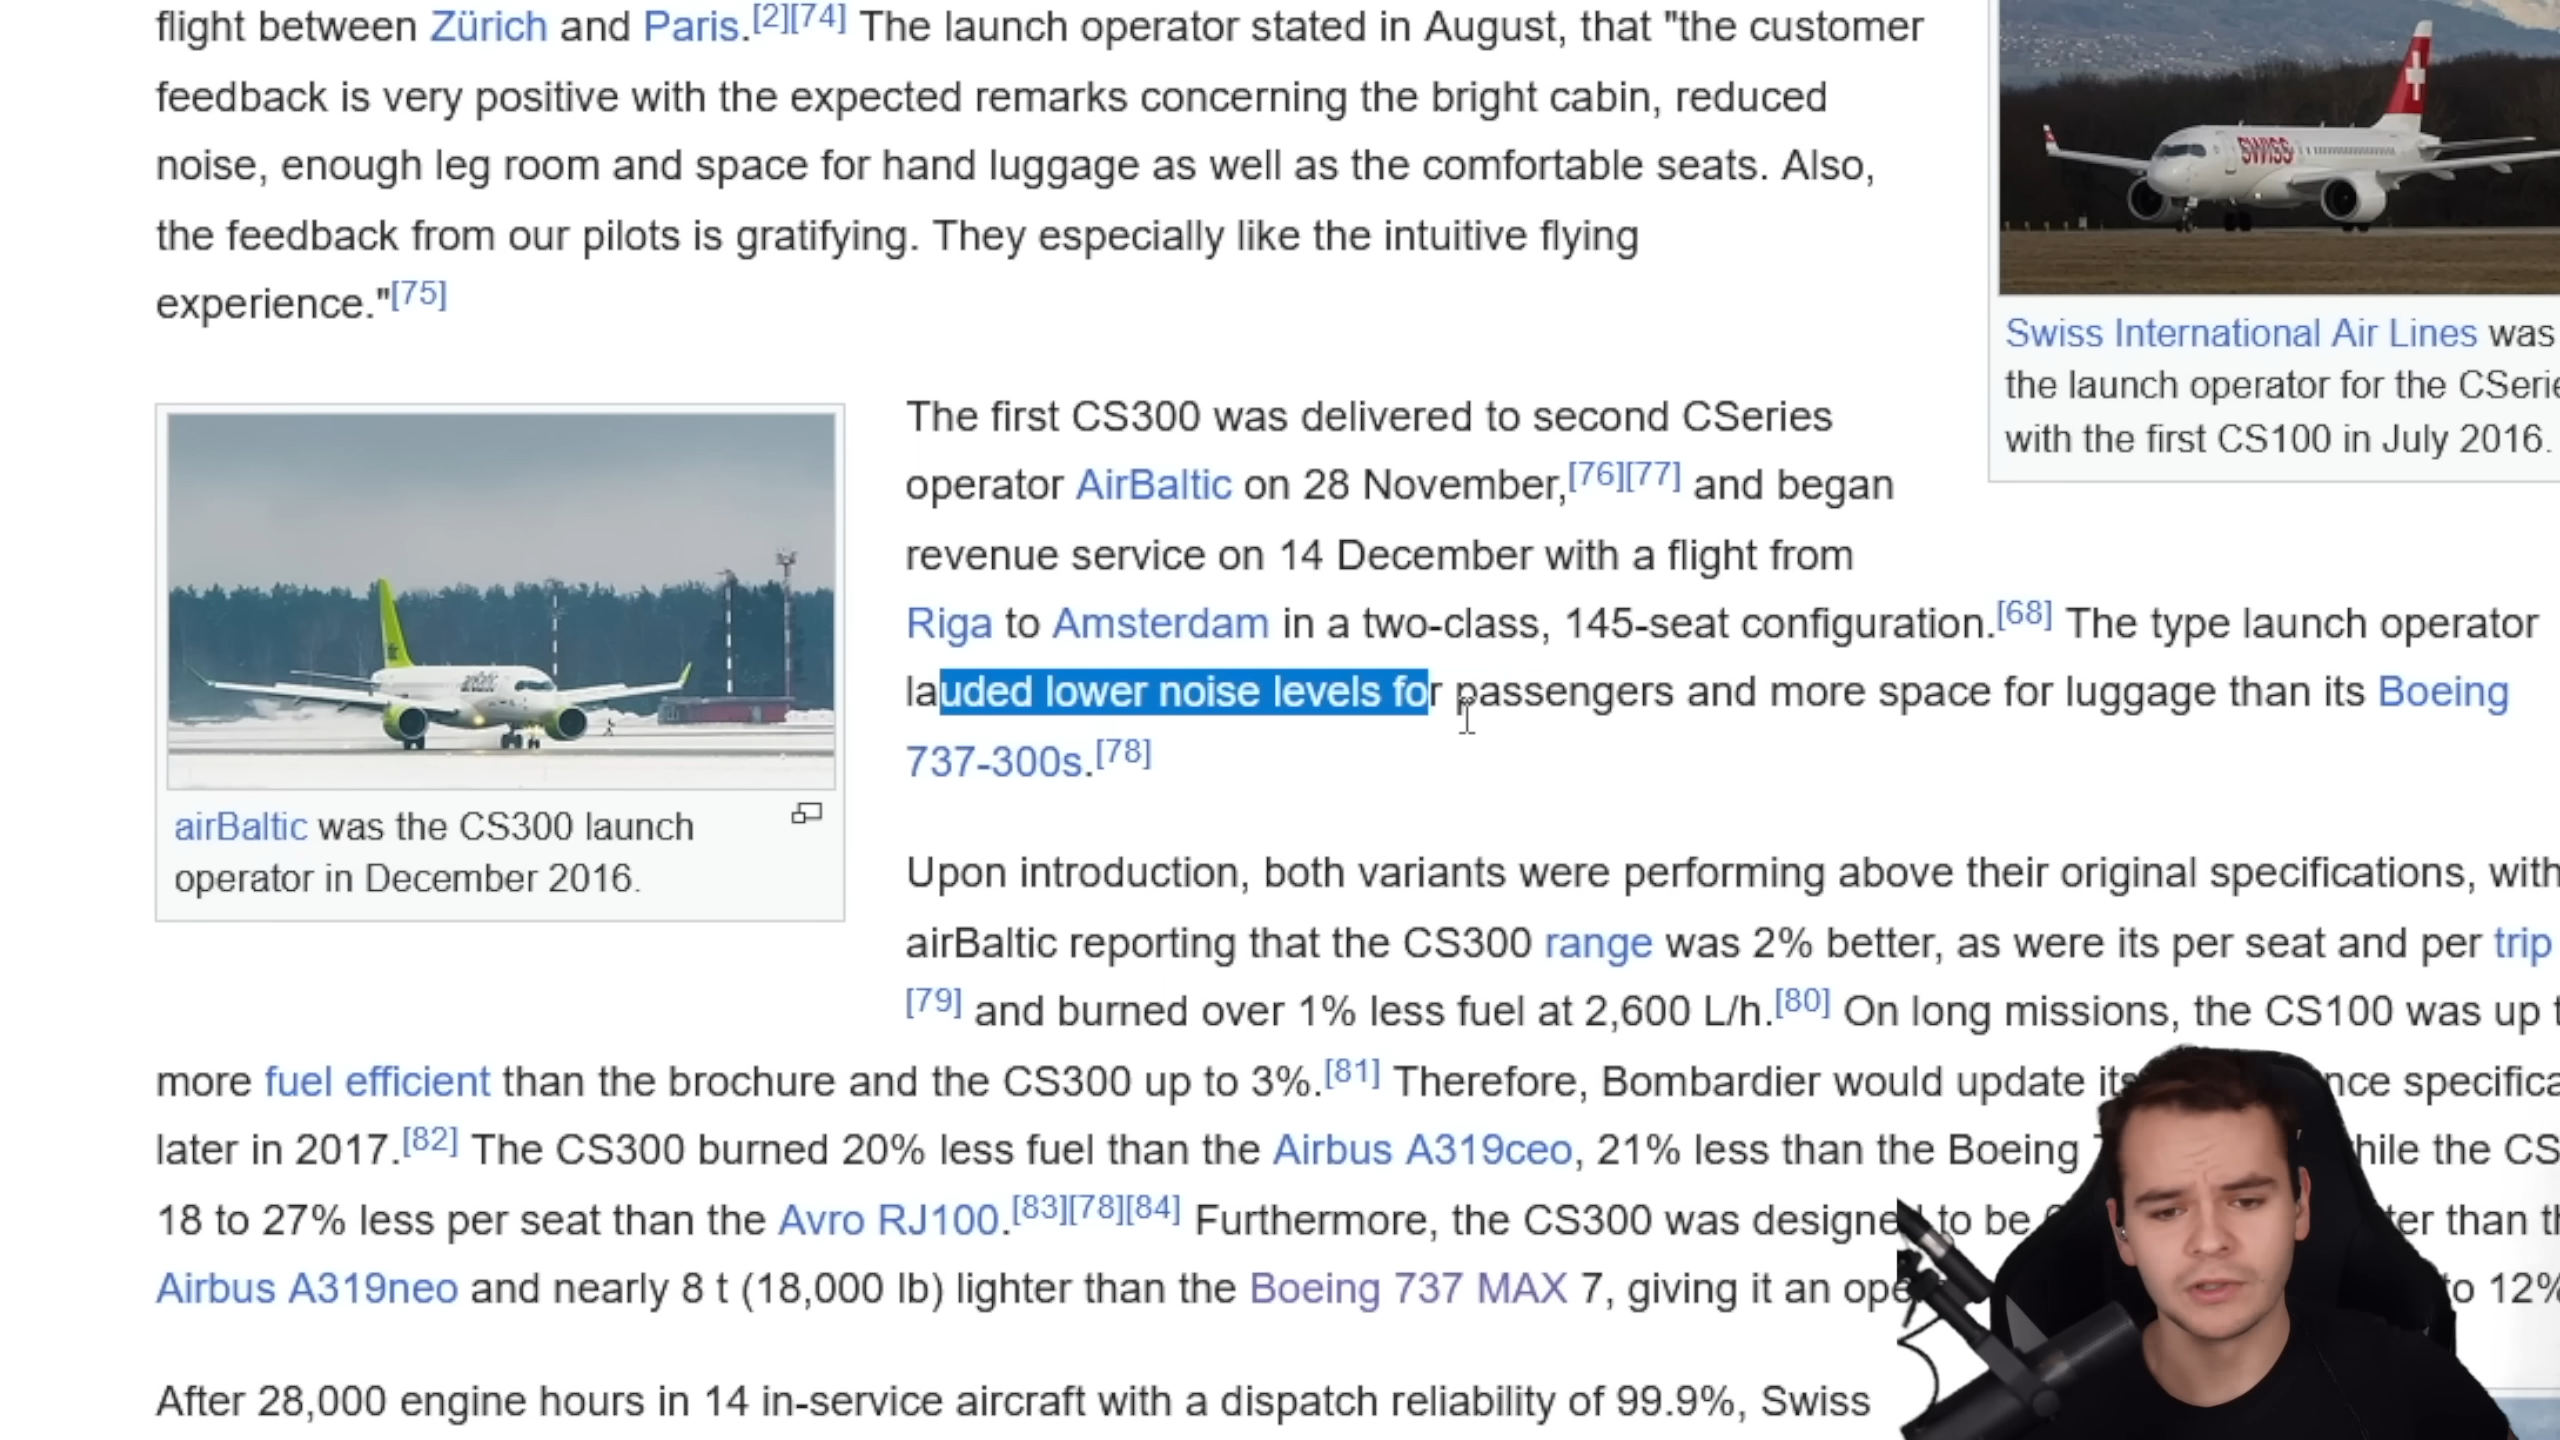 flight between Zürich and Paris.[2][74] The launch operator stated in August, that "the customer
feedback is very positive with the expected remarks concerning the bright cabin, reduced
noise, enough leg room and space for hand luggage as well as the comfortable seats. Also,
the feedback from our pilots is gratifying. They especially like the intuitive flying
experience."[75]
SWISS
Swiss International Air Lines was
the launch operator for the CSerie
with the first CS100 in July 2016.
The first CS300 was delivered to second CSeries
operator AirBaltic on 28 November,[76][77] and began
revenue service on 14 December with a flight from
Riga to Amsterdam in a two-class, 145-seat configuration.[68] The type launch operator
lauded lower noise levels for passengers and more space for luggage than its Boeing
737-300s.[78]
airBaltic
airBaltic was the CS300 launch
operator in December 2016.
Upon introduction, both variants were performing above their original specifications, with
airBaltic reporting that the CS300 range was 2% better, as were its per seat and per trip
[79] and burned over 1% less fuel at 2,600 L/h.[80] On long missions, the CS100 was up t
more fuel efficient than the brochure and the CS300 up to 3%.[81] Therefore, Bombardier would update its nce specifica
later in 2017.[82] The CS300 burned 20% less fuel than the Airbus A319ceo, 21% less than the Boeing hile the CS
18 to 27% less per seat than the Avro RJ100.[83][78][84] Furthermore, the CS300 was designed to be ter than th
Airbus A319neo and nearly 8 t (18,000 lb) lighter than the Boeing 737 MAX 7, giving it an ope to 12%
After 28,000 engine hours in 14 in-service aircraft with a dispatch reliability of 99.9%, Swiss